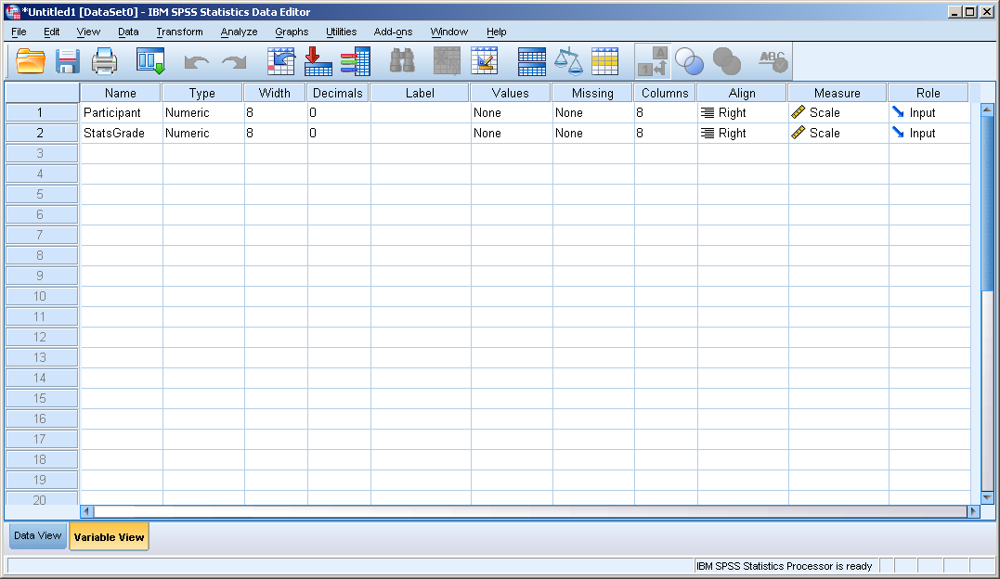 *Untitled1 [DataSet0] - IBM SPSS Statistics Data Editor
File Edit View Data Transform Analyze Graphs Utilities Add-ons Window Help
1 A ABC
Name Type Width Decimals Label Values Missing Columns Align Measure Role
1 Participant Numeric 8 0 None None 8 Right Scale Input
2 StatsGrade Numeric 8 0 None None 8 Right Scale Input
3
4
5
6
7
8
9
10
11
12
13
14
15
16
17
18
19
20
Data View Variable View
IBM SPSS Statistics Processor is ready